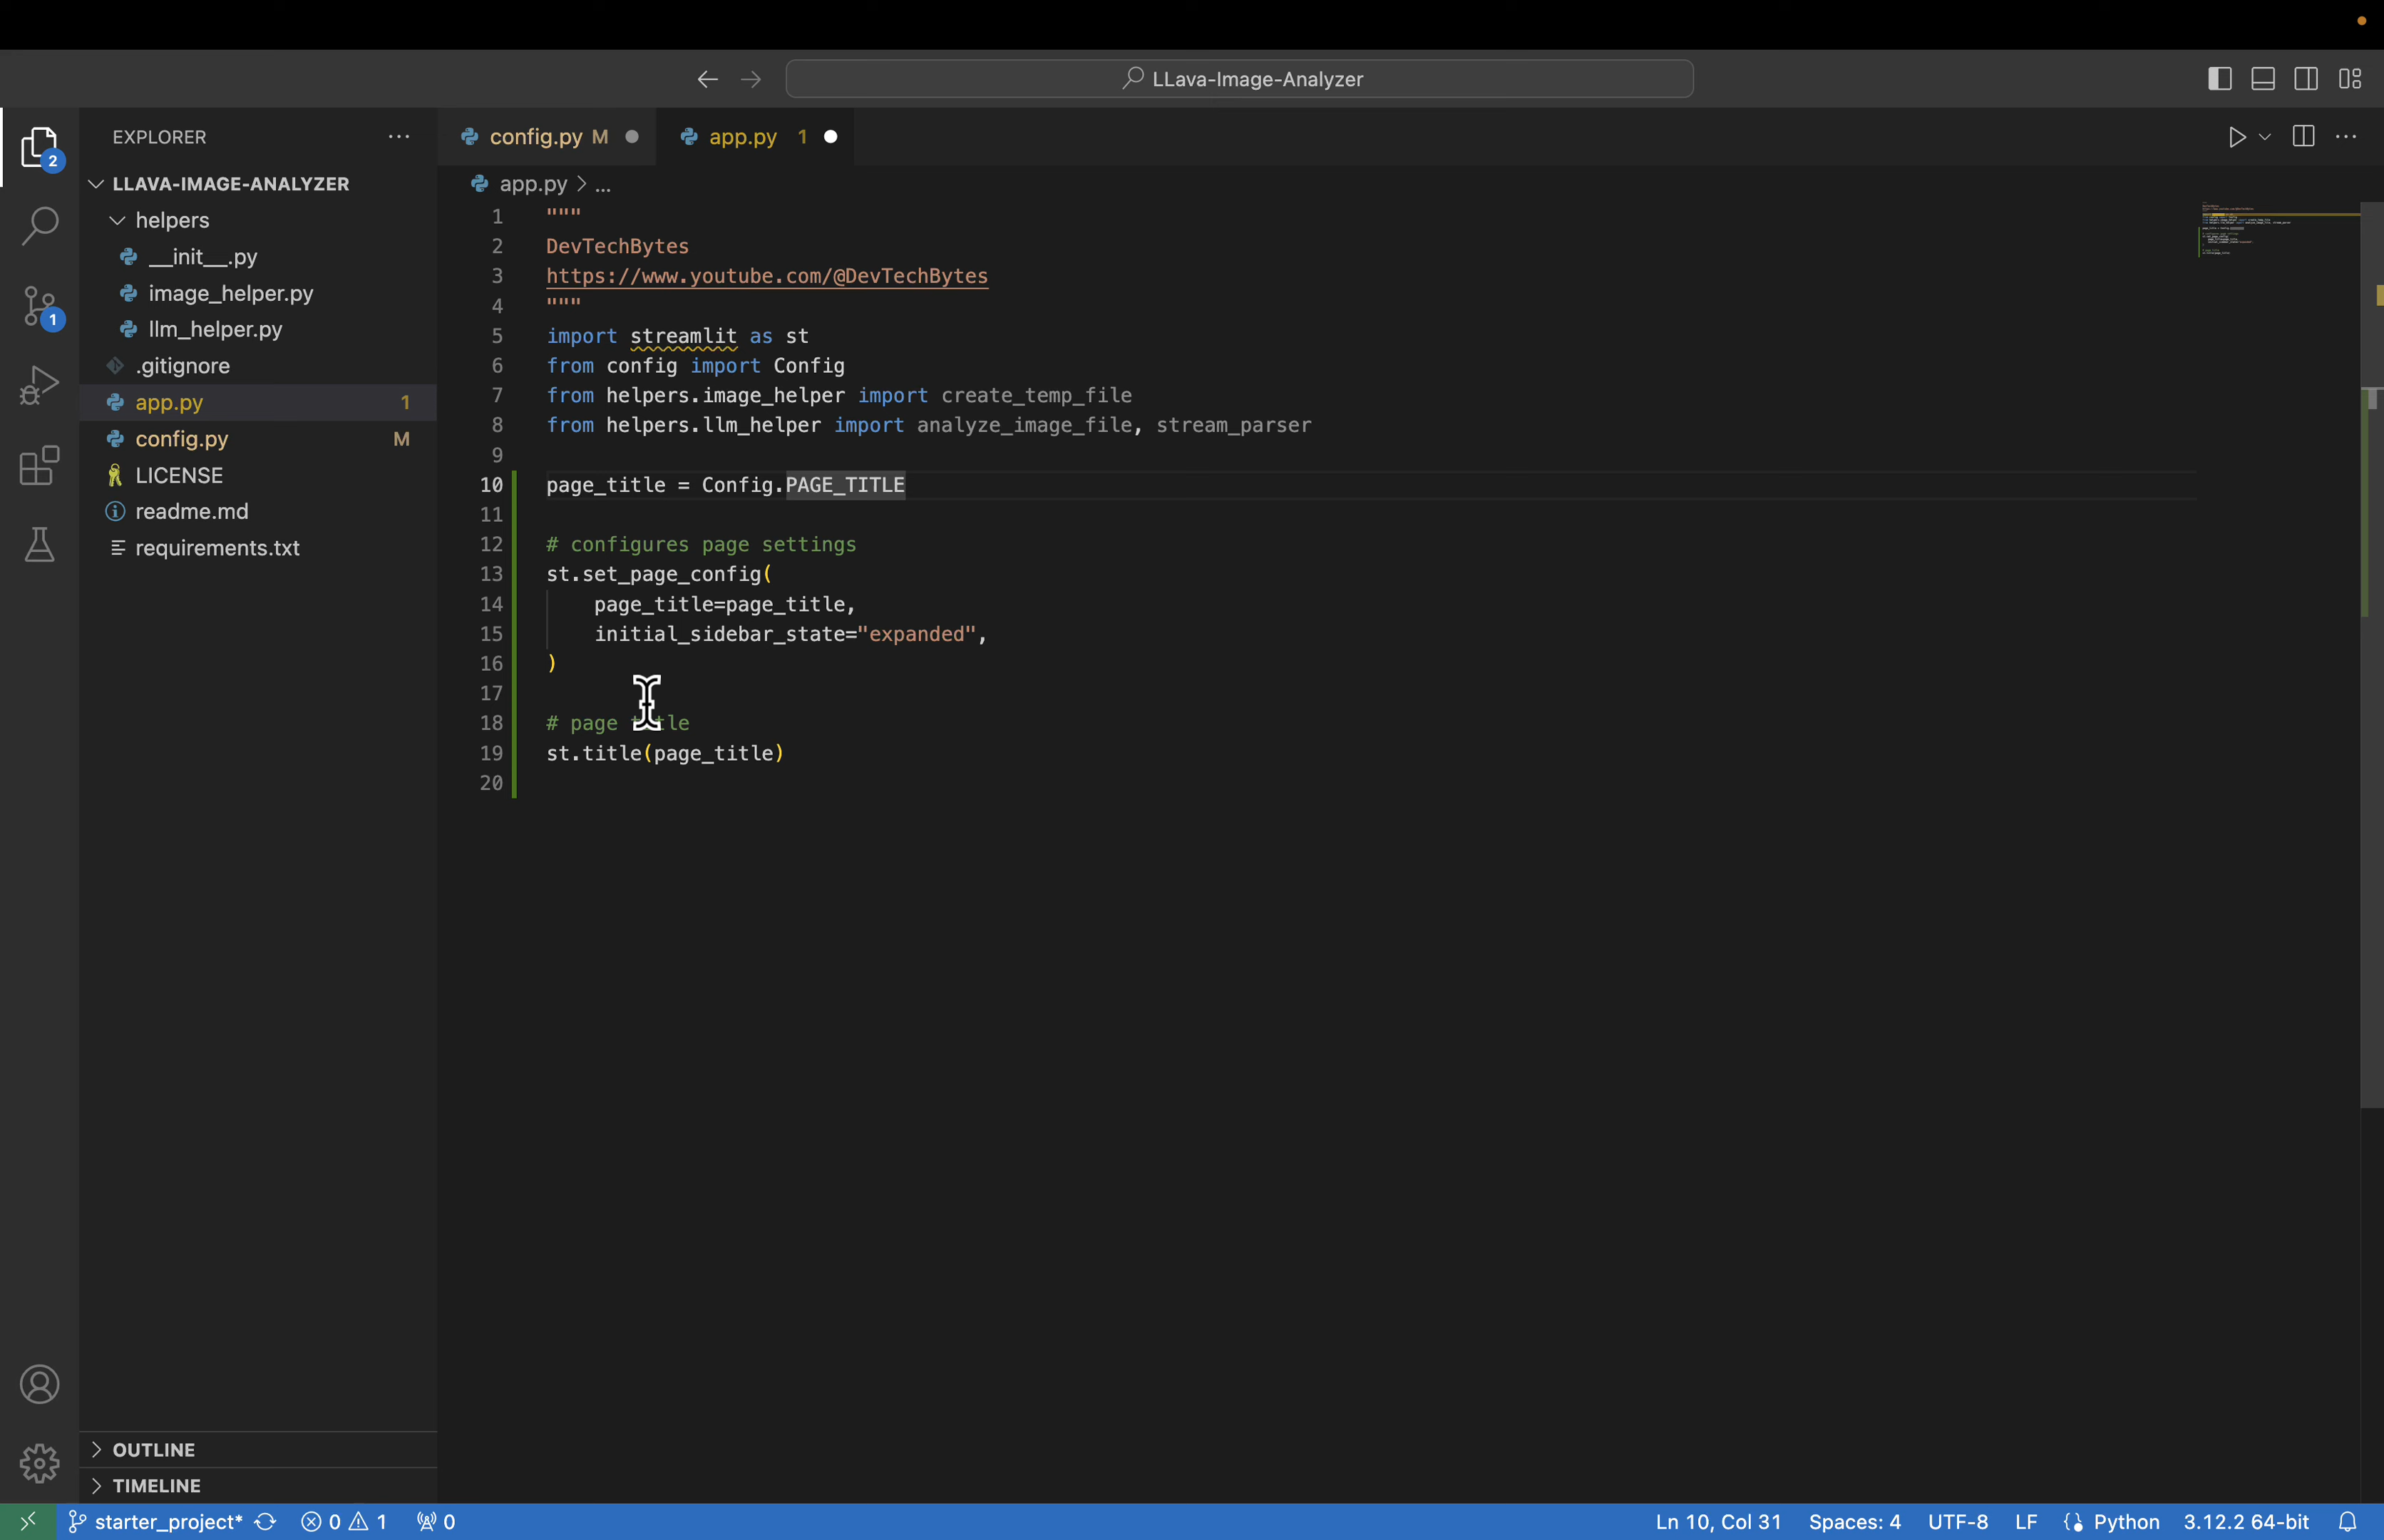 LLava-Image-Analyzer
2
1
EXPLORER
LLAVA-IMAGE-ANALYZER
helpers
__init__.py
image_helper.py
llm_helper.py
.gitignore
app.py 1
config.py M
LICENSE
readme.md
requirements.txt
OUTLINE
TIMELINE
config.py M
app.py 1
app.py > ...
1 """
2 DevTechBytes
3 https://www.youtube.com/@DevTechBytes
4 """
5 import streamlit as st
6 from config import Config
7 from helpers.image_helper import create_temp_file
8 from helpers.llm_helper import analyze_image_file, stream_parser
9
10 page_title = Config.PAGE_TITLE
11
12 # configures page settings
13 st.set_page_config(
14 page_title=page_title,
15 initial_sidebar_state="expanded",
16 )
17
18 # page title
19 st.title(page_title)
20
starter_project* 0 1 0
Ln 10, Col 31 Spaces: 4 UTF-8 LF Python 3.12.2 64-bit